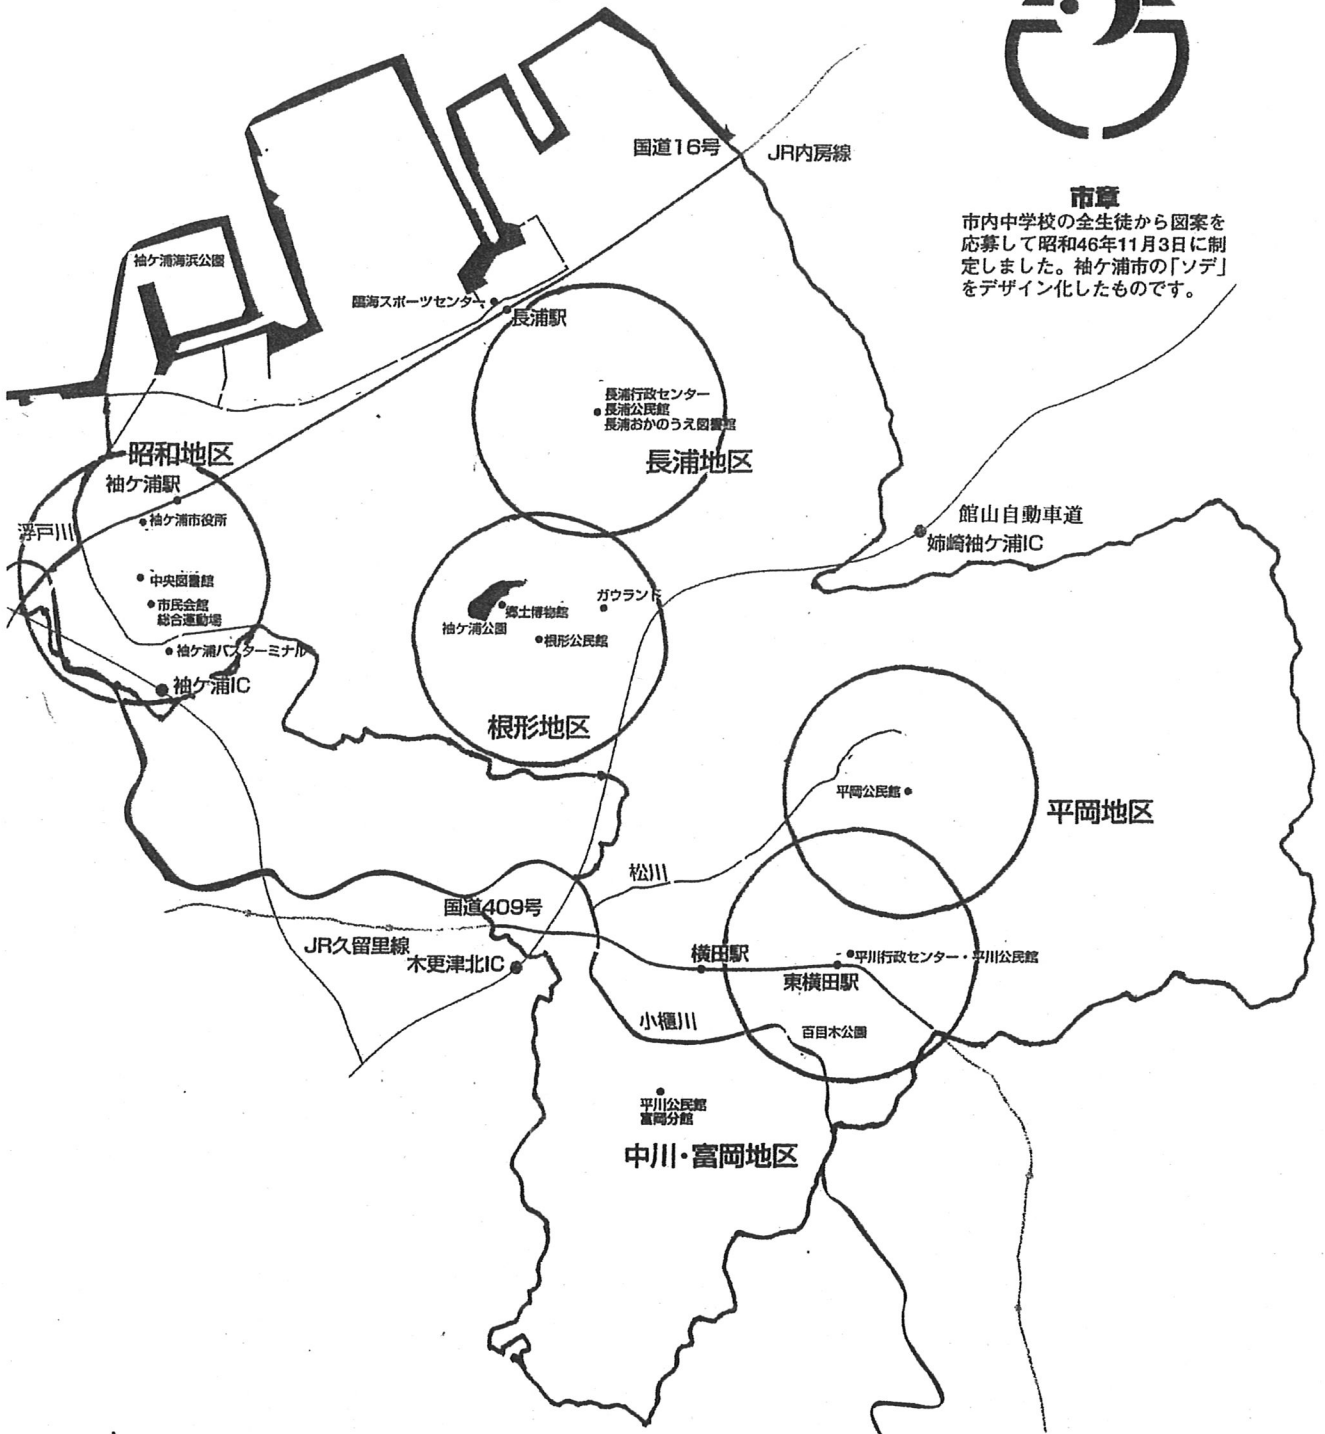 国道16号
JR内房線
市章
市内中学校の全生徒から図案を
応募して昭和46年11月3日に制
定しました。袖ケ浦市の「ソデ」
をデザイン化したものです。
袖ケ浦海浜公園
臨海スポーツセンター
長浦駅
長浦行政センター
長浦公民館
長浦おかのうえ図書館
長浦地区
昭和地区
袖ケ浦駅
袖ケ浦市役所
浮戸川
中央図書館
市民会館
総合運動場
袖ケ浦バスターミナル
袖ケ浦IC
館山自動車道
姉崎袖ケ浦IC
ガウランド
郷土博物館
袖ケ浦公園
根形公民館
根形地区
平岡公民館
平岡地区
松川
国道409号
JR久留里線
木更津北IC
横田駅
平川行政センター・平川公民館
東横田駅
小櫃川
百目木公園
平川公民館
富岡分館
中川・富岡地区